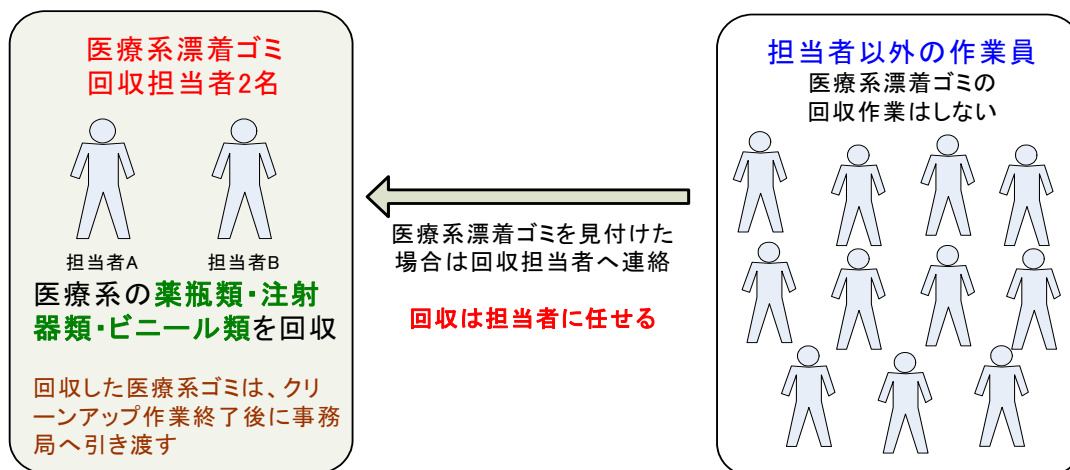 医療系漂着ゴミ
回収担当者2名
担当者A
担当者B
医療系の薬瓶類・注射
器類・ビニール類を回収
回収した医療系ゴミは、クリ
ーンアップ作業終了後に事務
局へ引き渡す
医療系漂着ゴミを見付けた
場合は回収担当者へ連絡
回収は担当者に任せる
担当者以外の作業員
医療系漂着ゴミの
回収作業はしない